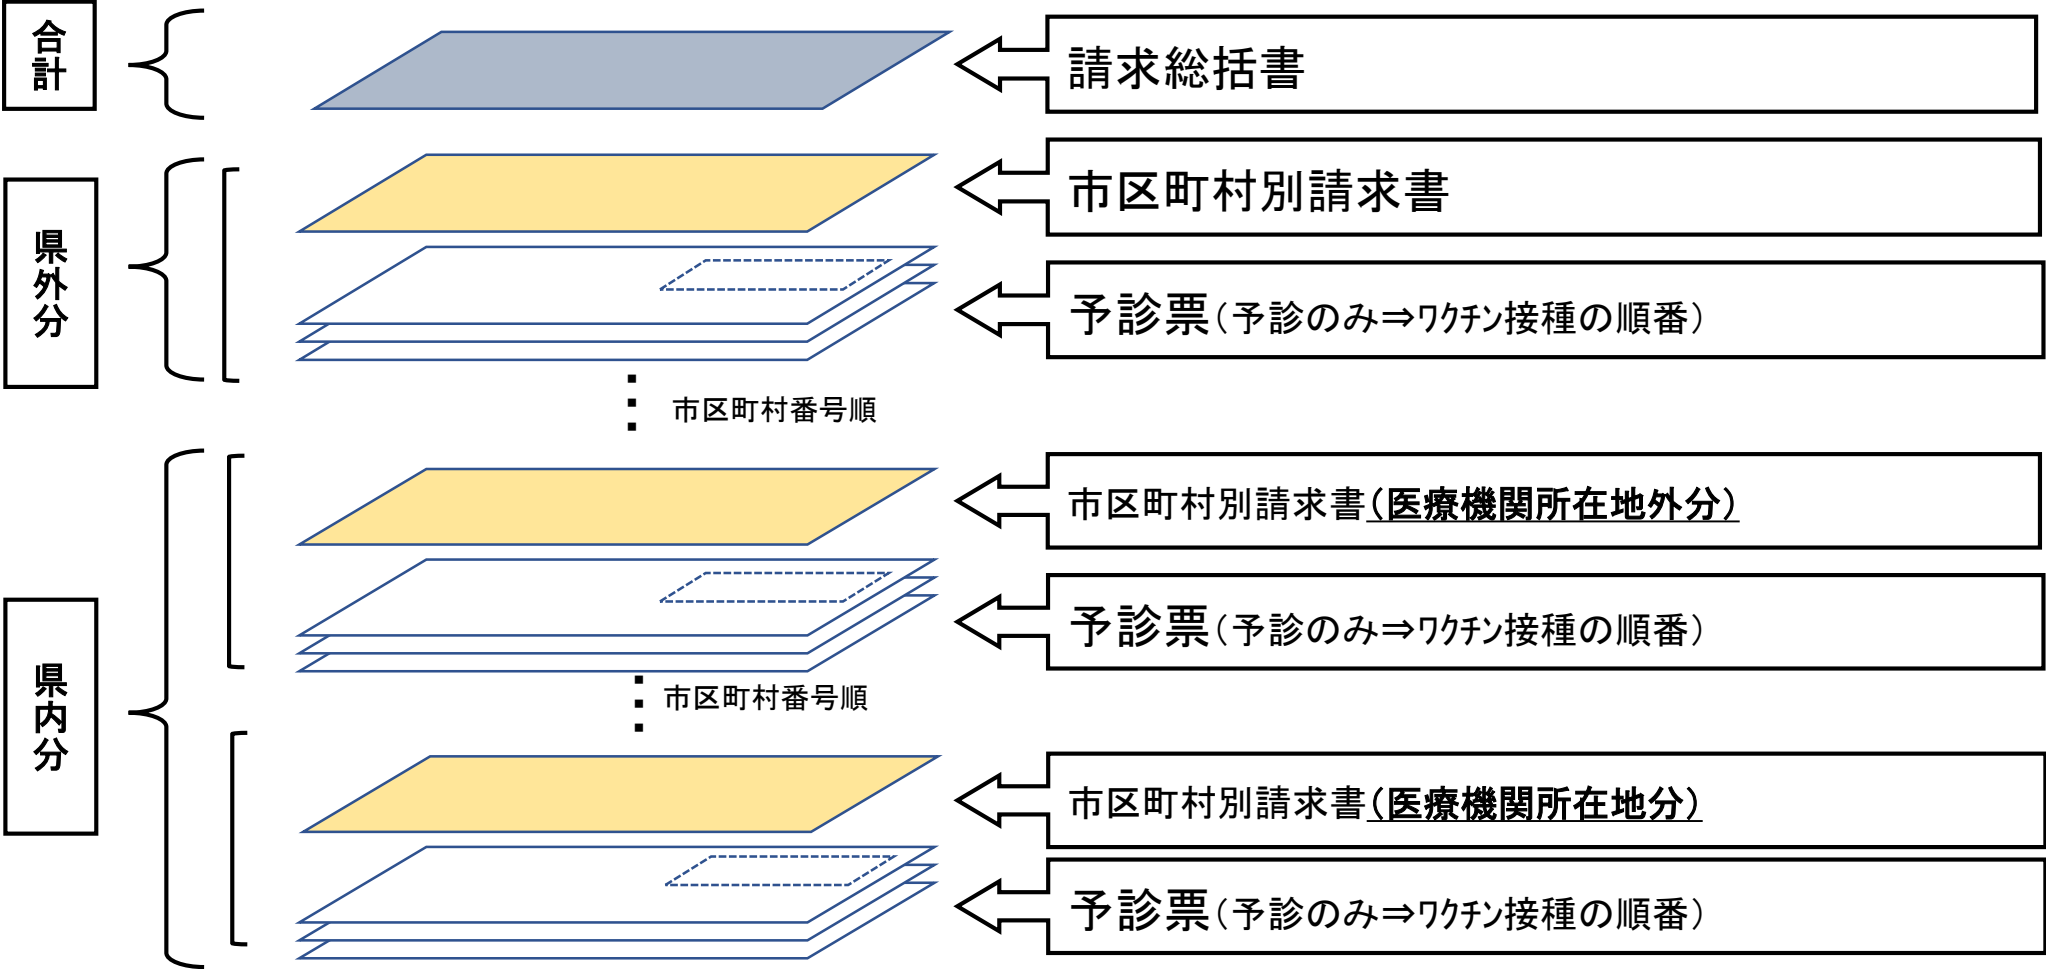 合計
請求総括書
県外分
市区町村別請求書
予診票（予診のみ⇒ﾜｸﾁﾝ接種の順番）
市区町村番号順
県内分
市区町村別請求書（医療機関所在地外分）
予診票（予診のみ⇒ﾜｸﾁﾝ接種の順番）
市区町村番号順
市区町村別請求書（医療機関所在地分）
予診票（予診のみ⇒ﾜｸﾁﾝ接種の順番）